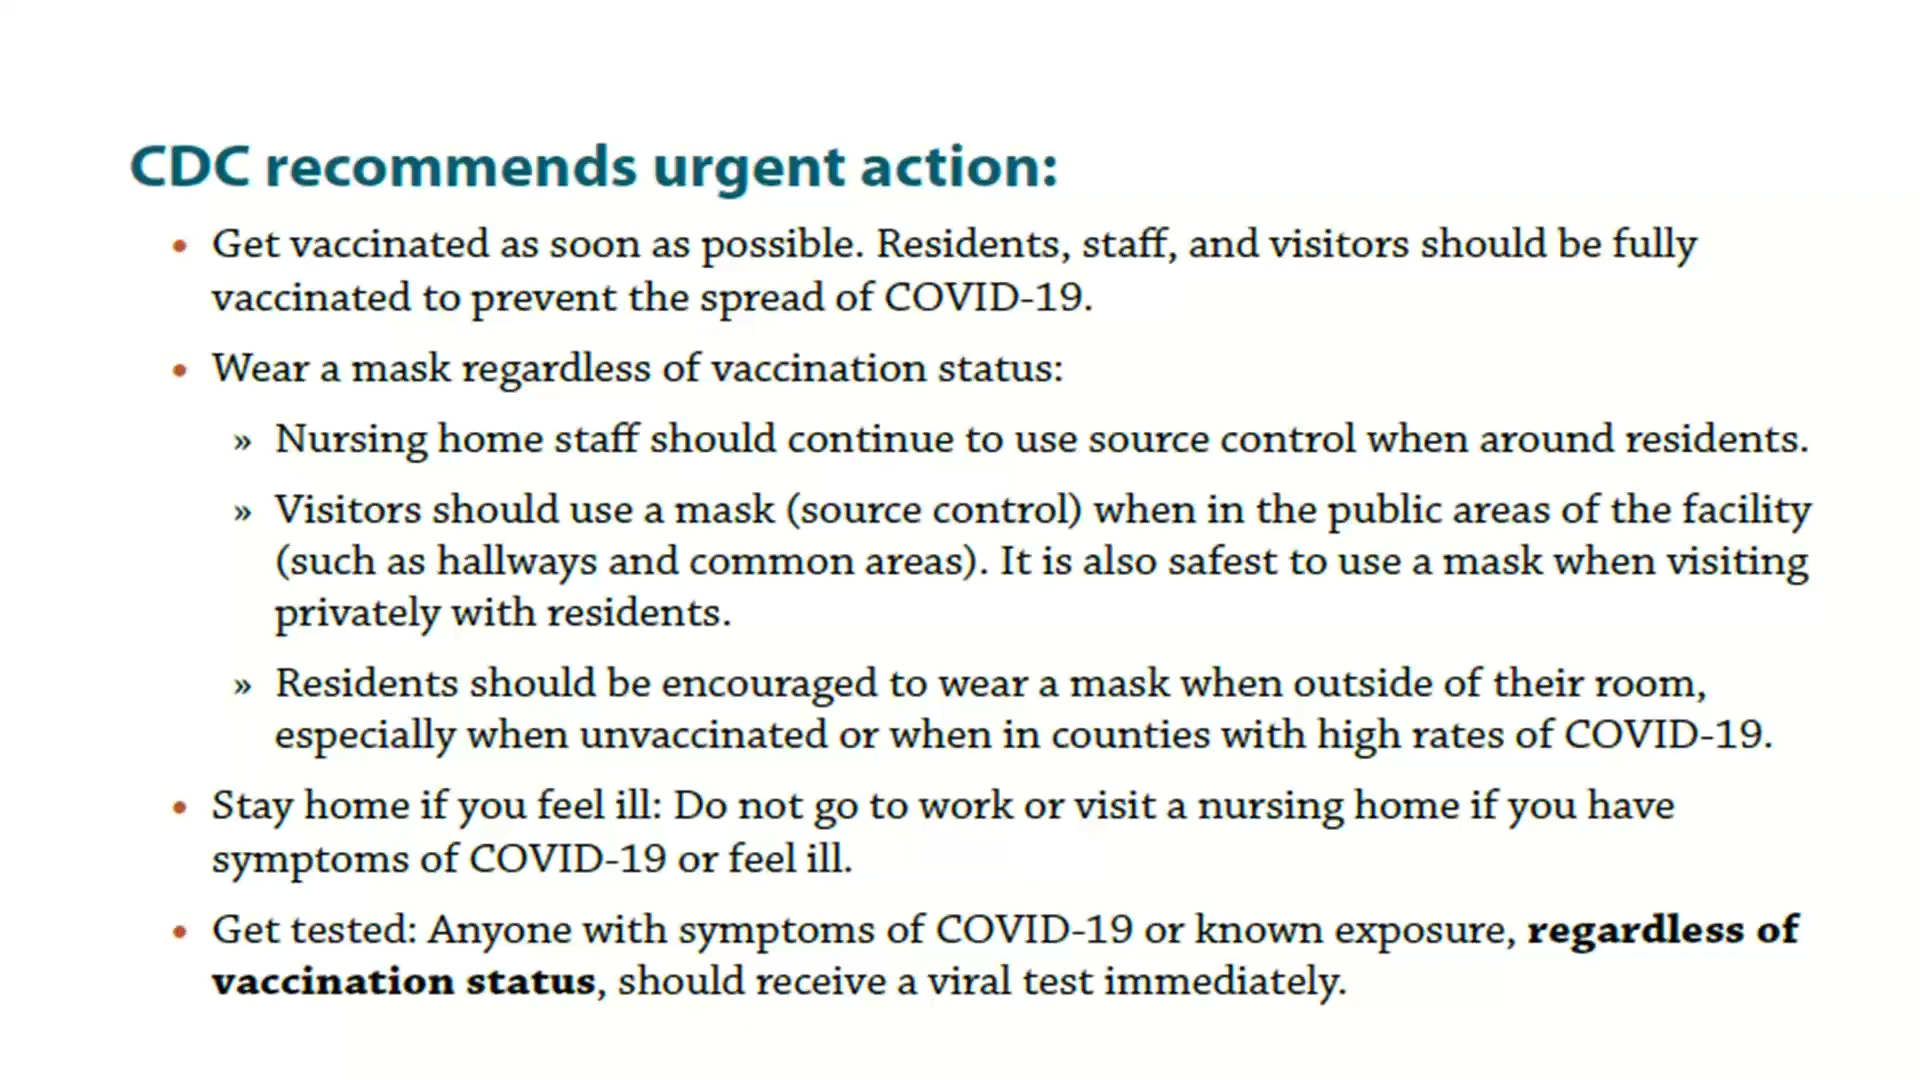 CDC recommends urgent action:
• Get vaccinated as soon as possible. Residents, staff, and visitors should be fully
vaccinated to prevent the spread of COVID-19.
• Wear a mask regardless of vaccination status:
» Nursing home staff should continue to use source control when around residents.
» Visitors should use a mask (source control) when in the public areas of the facility
(such as hallways and common areas). It is also safest to use a mask when visiting
privately with residents.
» Residents should be encouraged to wear a mask when outside of their room,
especially when unvaccinated or when in counties with high rates of COVID-19.
• Stay home if you feel ill: Do not go to work or visit a nursing home if you have
symptoms of COVID-19 or feel ill.
• Get tested: Anyone with symptoms of COVID-19 or known exposure, regardless of
vaccination status, should receive a viral test immediately.